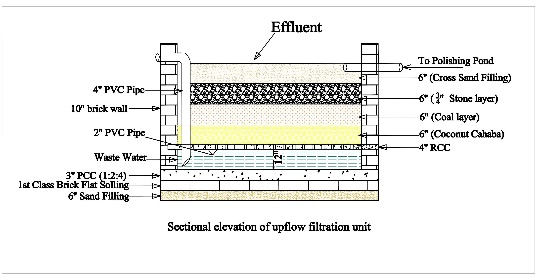 Effluent
To Polishing Pond
6" (Cross Sand Filling)
4" PVC Pipe
6" (3/4" Stone layer)
10" brick wall
6" (Coal layer)
2" PVC Pipe
6" (Coconut Cahaba)
4" RCC
Waste Water
12"
3" PCC (1:2:4)
1st Class Brick Flat Solling
6" Sand Filling
Sectional elevation of upflow filtration unit